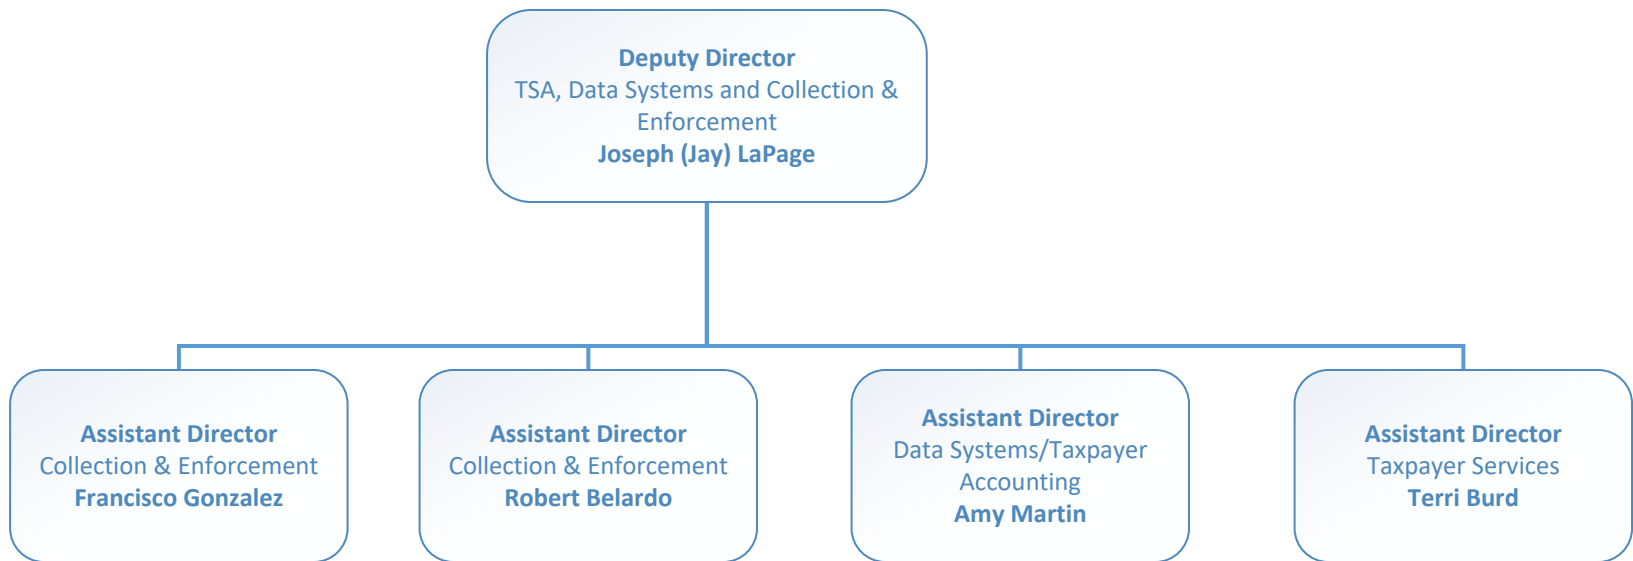 Deputy Director
TSA, Data Systems and Collection &
Enforcement
Joseph (Jay) LaPage
Assistant Director
Collection & Enforcement
Francisco Gonzalez
Assistant Director
Collection & Enforcement
Robert Belardo
Assistant Director
Data Systems/Taxpayer
Accounting
Amy Martin
Assistant Director
Taxpayer Services
Terri Burd